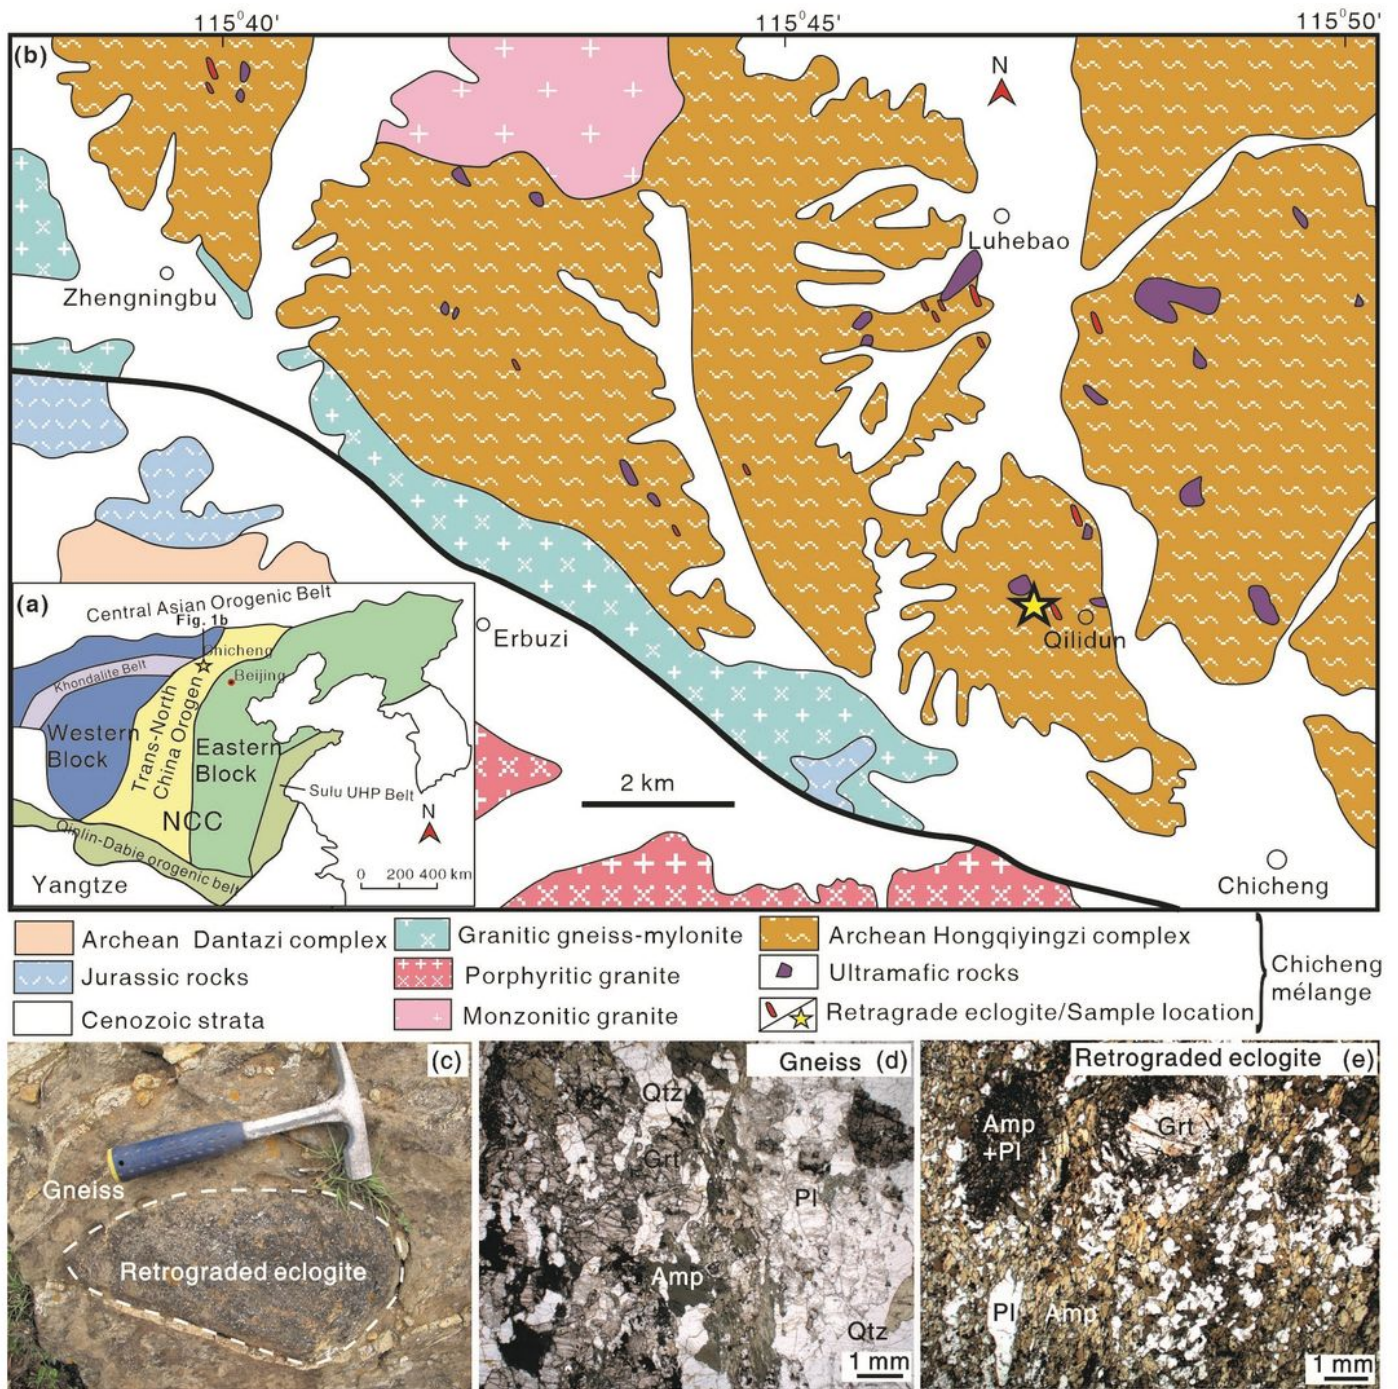 115°40'
115°45'
115°50'
(b)
N
Luhebao
Zhengningbu
Erbuzi
Qilidun
2 km
Chicheng
(a)
Central Asian Orogenic Belt
Fig. 1b
Chicheng
Khondalite Belt
Beijing
Western
Block
Trans-North
China Orogen
Eastern
Block
Sulu UHP Belt
NCC
N
Qinlin-Dabie orogenic belt
Yangtze
0 200 400 km
Archean Dantazi complex
Granitic gneiss-mylonite
Archean Hongqiyingzi complex
Jurassic rocks
Porphyritic granite
Ultramafic rocks
Cenozoic strata
Monzonitic granite
Retragrade eclogite/Sample location
Chicheng
mélange
(c)
Gneiss
Retrograded eclogite
Gneiss (d)
Qtz
Grt
Pl
Amp
Qtz
1 mm
Retrograded eclogite (e)
Amp
+Pl
Grt
Pl
Amp
1 mm